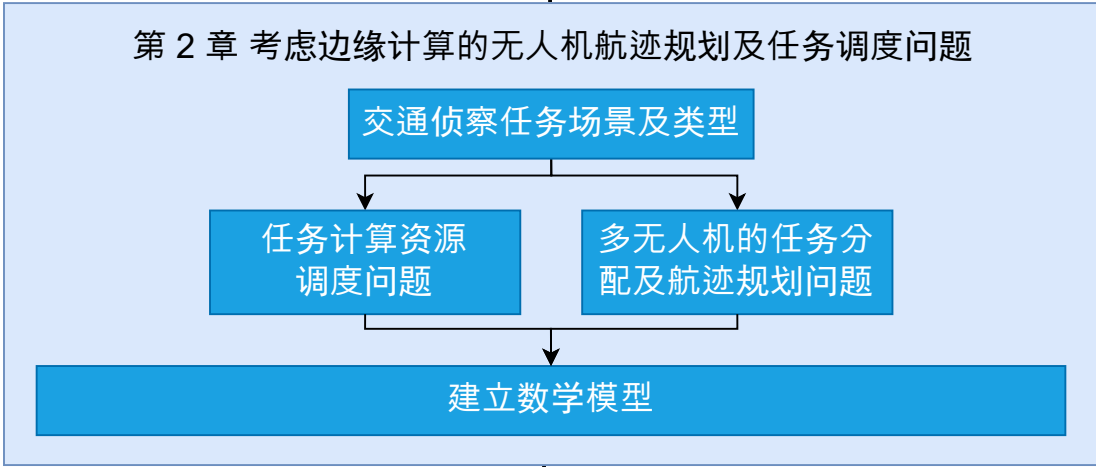 第 2 章 考虑边缘计算的无人机航迹规划及任务调度问题
交通侦察任务场景及类型
任务计算资源
调度问题
多无人机的任务分
配及航迹规划问题
建立数学模型